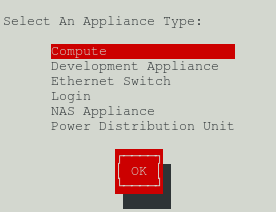 Select An Appliance Type:
Compute
Development Appliance
Ethernet Switch
Login
NAS Appliance
Power Distribution Unit
OK